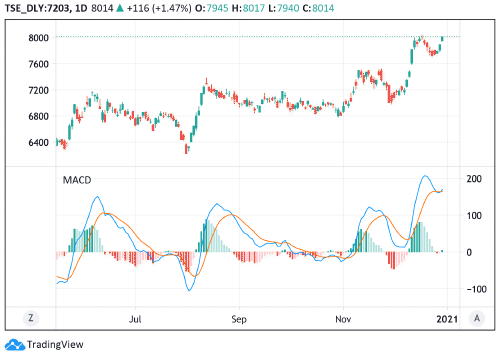 TSE_DLY:7203, 1D 8014 ▲ +116 (+1.47%) O:7945 H:8017 L:7940 C:8014
8000
7600
7200
6800
6400
MACD
200
100
0
−100
Z
Jul
Sep
Nov
2021
A
TradingView